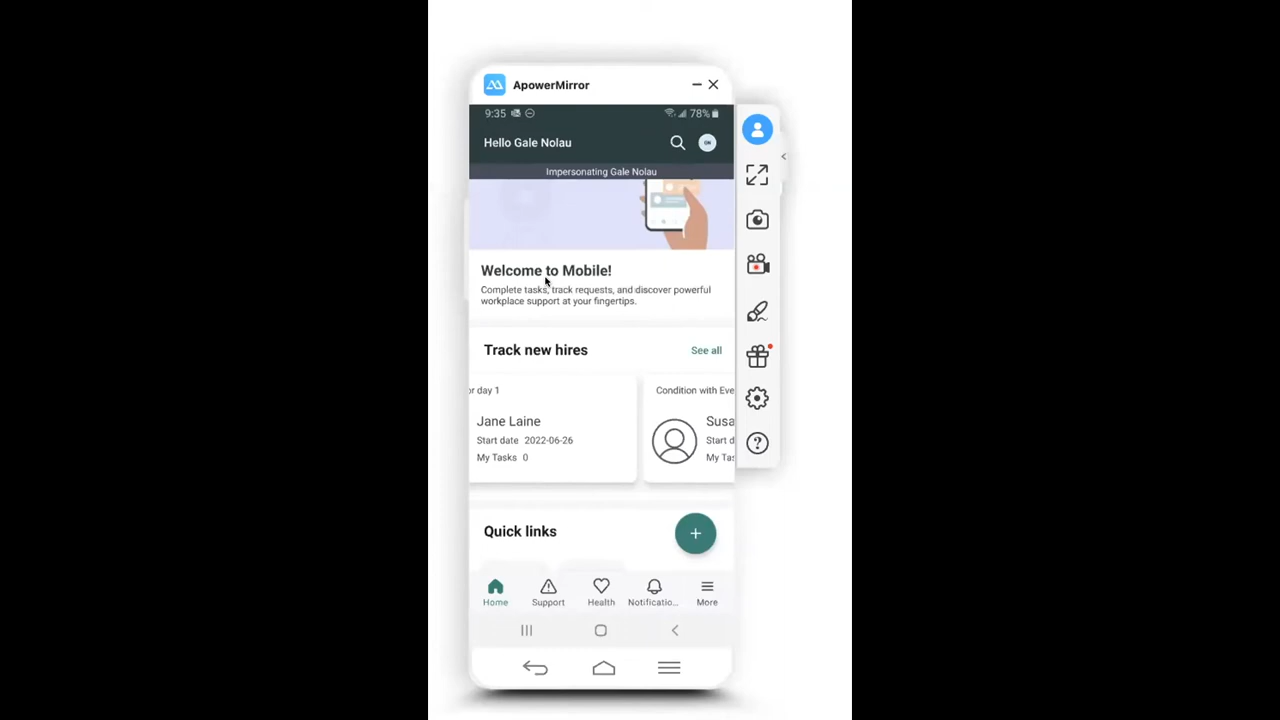 ApowerMirror
9:35
78%
Hello Gale Nolau
GN
Impersonating Gale Nolau
Welcome to Mobile!
Complete tasks, track requests, and discover powerful
workplace support at your fingertips.
Track new hires
See all
or day 1
Condition with Eve
Jane Laine
Susa
Start date 2022-06-26
Start d
My Tasks 0
My Tas
Quick links
Home
Support
Health
Notificatio...
More